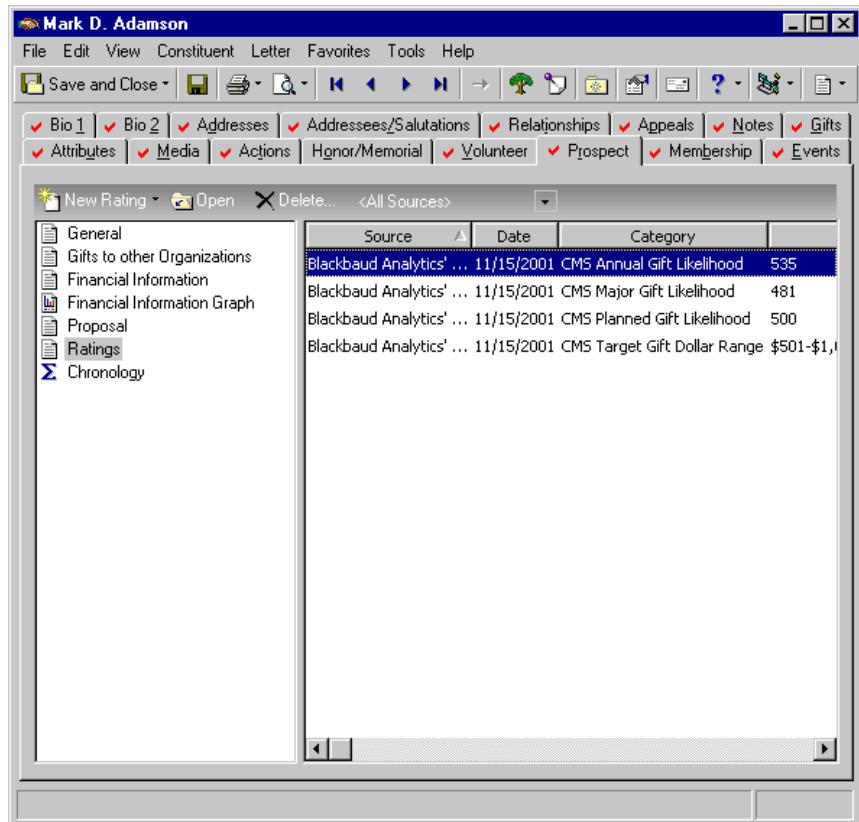 Mark D. Adamson
File Edit View Constituent Letter Favorites Tools Help
Save and Close
Bio 1 Bio 2 Addresses Addressees/Salutations Relationships Appeals Notes Gifts
Attributes Media Actions Honor/Memorial Volunteer Prospect Membership Events
New Rating Open Delete... <All Sources>
General
Gifts to other Organizations
Financial Information
Financial Information Graph
Proposal
Ratings
Chronology
Source Date Category
Blackbaud Analytics' ... 11/15/2001 CMS Annual Gift Likelihood 535
Blackbaud Analytics' ... 11/15/2001 CMS Major Gift Likelihood 481
Blackbaud Analytics' ... 11/15/2001 CMS Planned Gift Likelihood 500
Blackbaud Analytics' ... 11/15/2001 CMS Target Gift Dollar Range $501-$1,